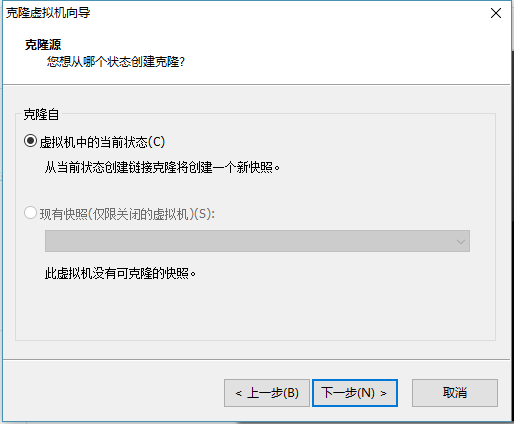 克隆虚拟机向导
克隆源
您想从哪个状态创建克隆?
克隆自
虚拟机中的当前状态(C)
从当前状态创建链接克隆将创建一个新快照。
现有快照(仅限关闭的虚拟机)(S):
此虚拟机没有可克隆的快照。
< 上一步(B)
下一步(N) >
取消